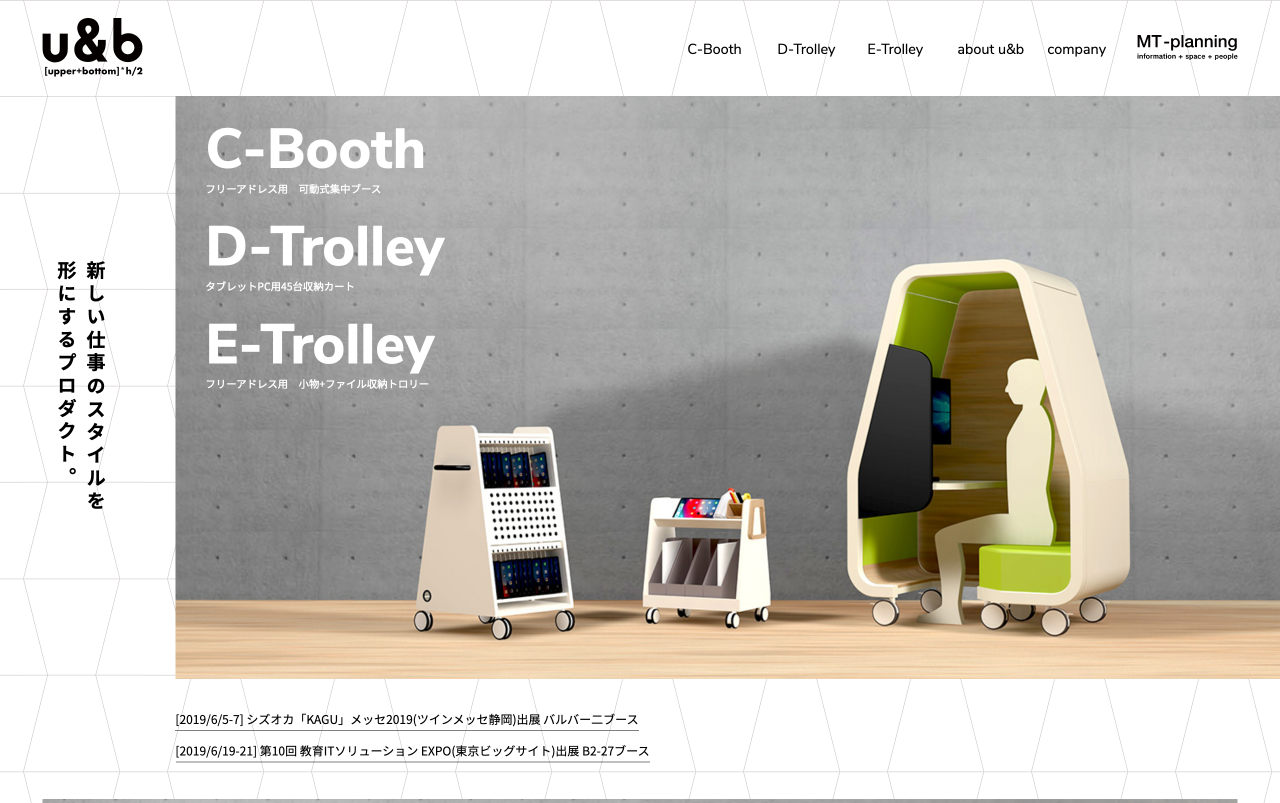 u&b
[upper+bottom]*h/2
C-Booth
D-Trolley
E-Trolley
about u&b
company
MT-planning
information + space + people
新しい仕事のスタイルを
形にするプロダクト。
C-Booth
フリーアドレス用　可動式集中ブース
D-Trolley
タブレットPC用45台収納カート
E-Trolley
フリーアドレス用　小物+ファイル収納トロリー
[2019/6/5-7] シズオカ「KAGU」メッセ2019(ツインメッセ静岡)出展 バルバーニブース
[2019/6/19-21] 第10回 教育ITソリューション EXPO(東京ビッグサイト)出展 B2-27ブース